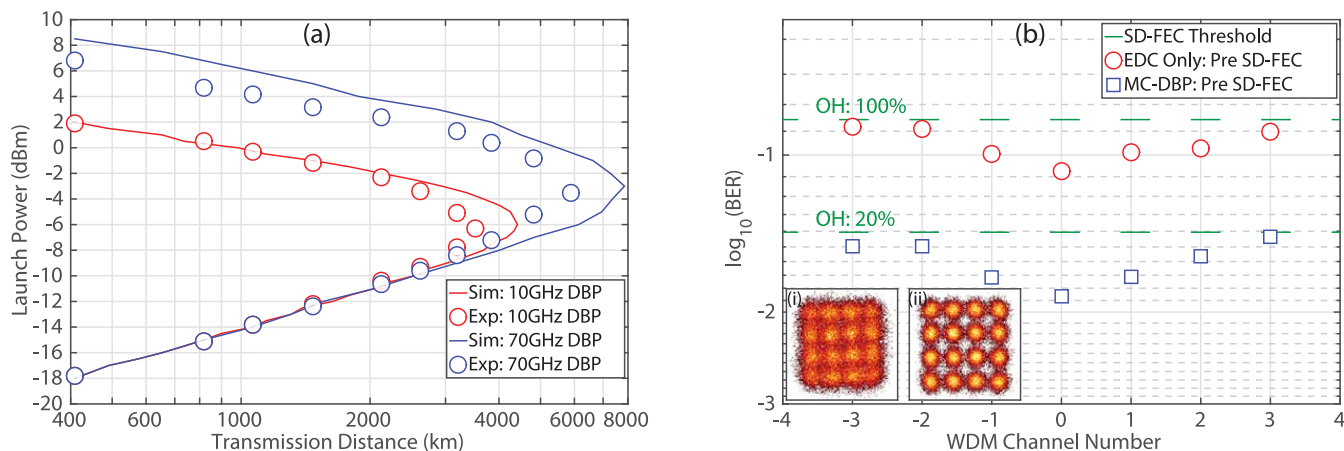 (a)
Launch Power (dBm)
10
8
6
4
2
0
-2
-4
-6
-8
-10
-12
-14
-16
-18
-20
400
600
1000
2000
4000
6000
8000
Transmission Distance (km)
Sim: 10GHz DBP
Exp: 10GHz DBP
Sim: 70GHz DBP
Exp: 70GHz DBP
(b)
log10(BER)
-1
-2
-3
-4
-3
-2
-1
0
1
2
3
4
WDM Channel Number
SD-FEC Threshold
EDC Only: Pre SD-FEC
MC-DBP: Pre SD-FEC
OH: 100%
OH: 20%
(i)
(ii)